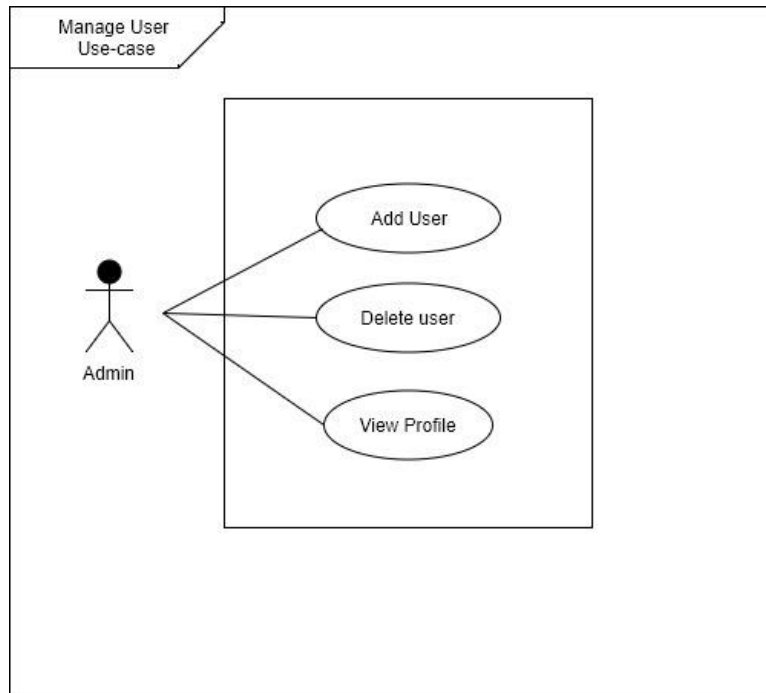 Manage User
Use-case
Add User
Delete user
Admin
View Profile